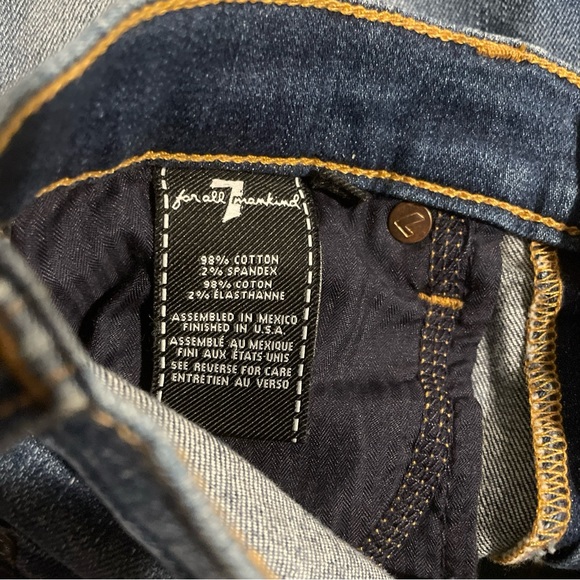 7
for all mankind
98% COTTON
2% SPANDEX
98% COTON
2% ÉLASTHANNE
ASSEMBLED IN MEXICO
FINISHED IN U.S.A.
ASSEMBLÉ AU MEXIQUE
FINI AUX ÉTATS UNIS
SEE REVERSE FOR CARE
ENTRETIEN AU VERSO